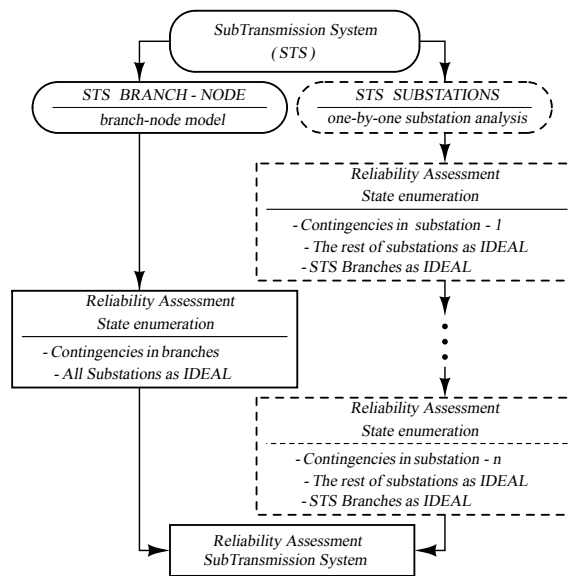 SubTransmission System
(STS)
STS BRANCH - NODE
branch-node model
STS SUBSTATIONS
one-by-one substation analysis
Reliability Assessment
State enumeration
- Contingencies in substation - 1
- The rest of substations as IDEAL
- STS Branches as IDEAL
Reliability Assessment
State enumeration
- Contingencies in branches
- All Substations as IDEAL
Reliability Assessment
State enumeration
- Contingencies in substation - n
- The rest of substations as IDEAL
- STS Branches as IDEAL
Reliability Assessment
SubTransmission System